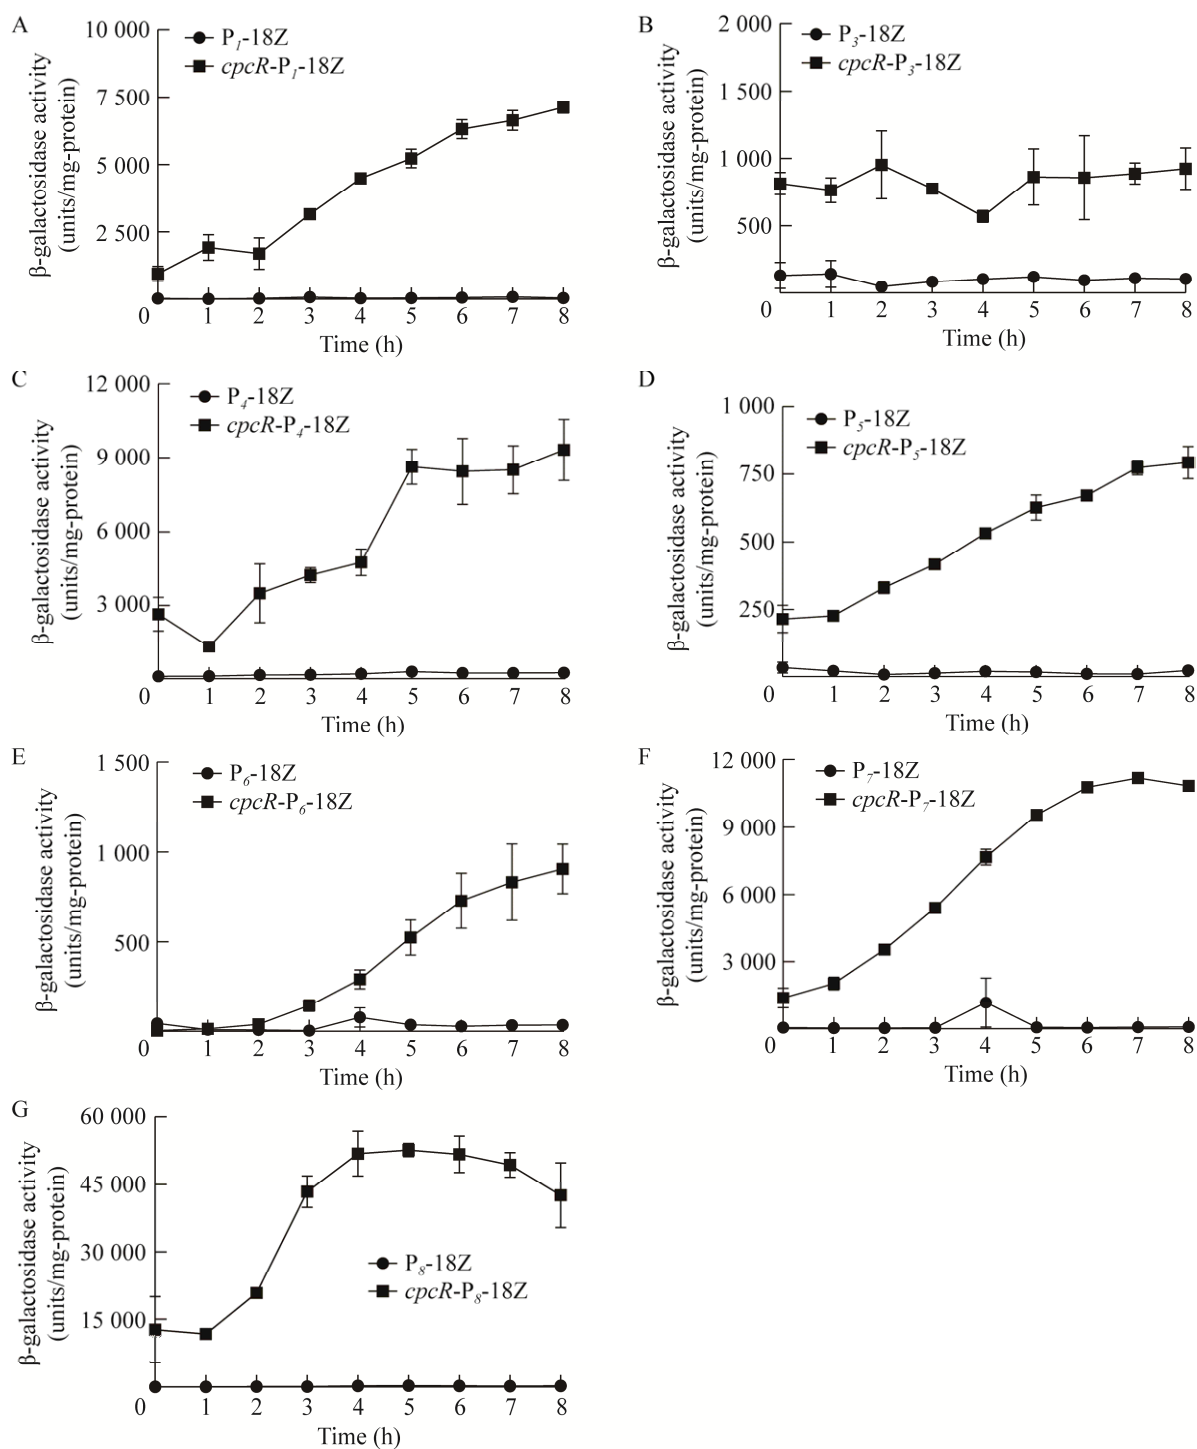 A
10 000
7 500
5 000
2 500
0
P1-18Z
cpcR-P1-18Z
β-galactosidase activity
(units/mg-protein)
1 2 3 4 5 6 7 8
Time (h)
B
2 000
1 500
1 000
500
0
P3-18Z
cpcR-P3-18Z
β-galactosidase activity
(units/mg-protein)
1 2 3 4 5 6 7 8
Time (h)
C
12 000
9 000
6 000
3 000
0
P4-18Z
cpcR-P4-18Z
β-galactosidase activity
(units/mg-protein)
1 2 3 4 5 6 7 8
Time (h)
D
1 000
750
500
250
0
P5-18Z
cpcR-P5-18Z
β-galactosidase activity
(units/mg-protein)
1 2 3 4 5 6 7 8
Time (h)
E
1 500
1 000
500
0
P6-18Z
cpcR-P6-18Z
β-galactosidase activity
(units/mg-protein)
1 2 3 4 5 6 7 8
Time (h)
F
12 000
9 000
6 000
3 000
0
P7-18Z
cpcR-P7-18Z
β-galactosidase activity
(units/mg-protein)
1 2 3 4 5 6 7 8
Time (h)
G
60 000
45 000
30 000
15 000
0
P8-18Z
cpcR-P8-18Z
β-galactosidase activity
(units/mg-protein)
1 2 3 4 5 6 7 8
Time (h)